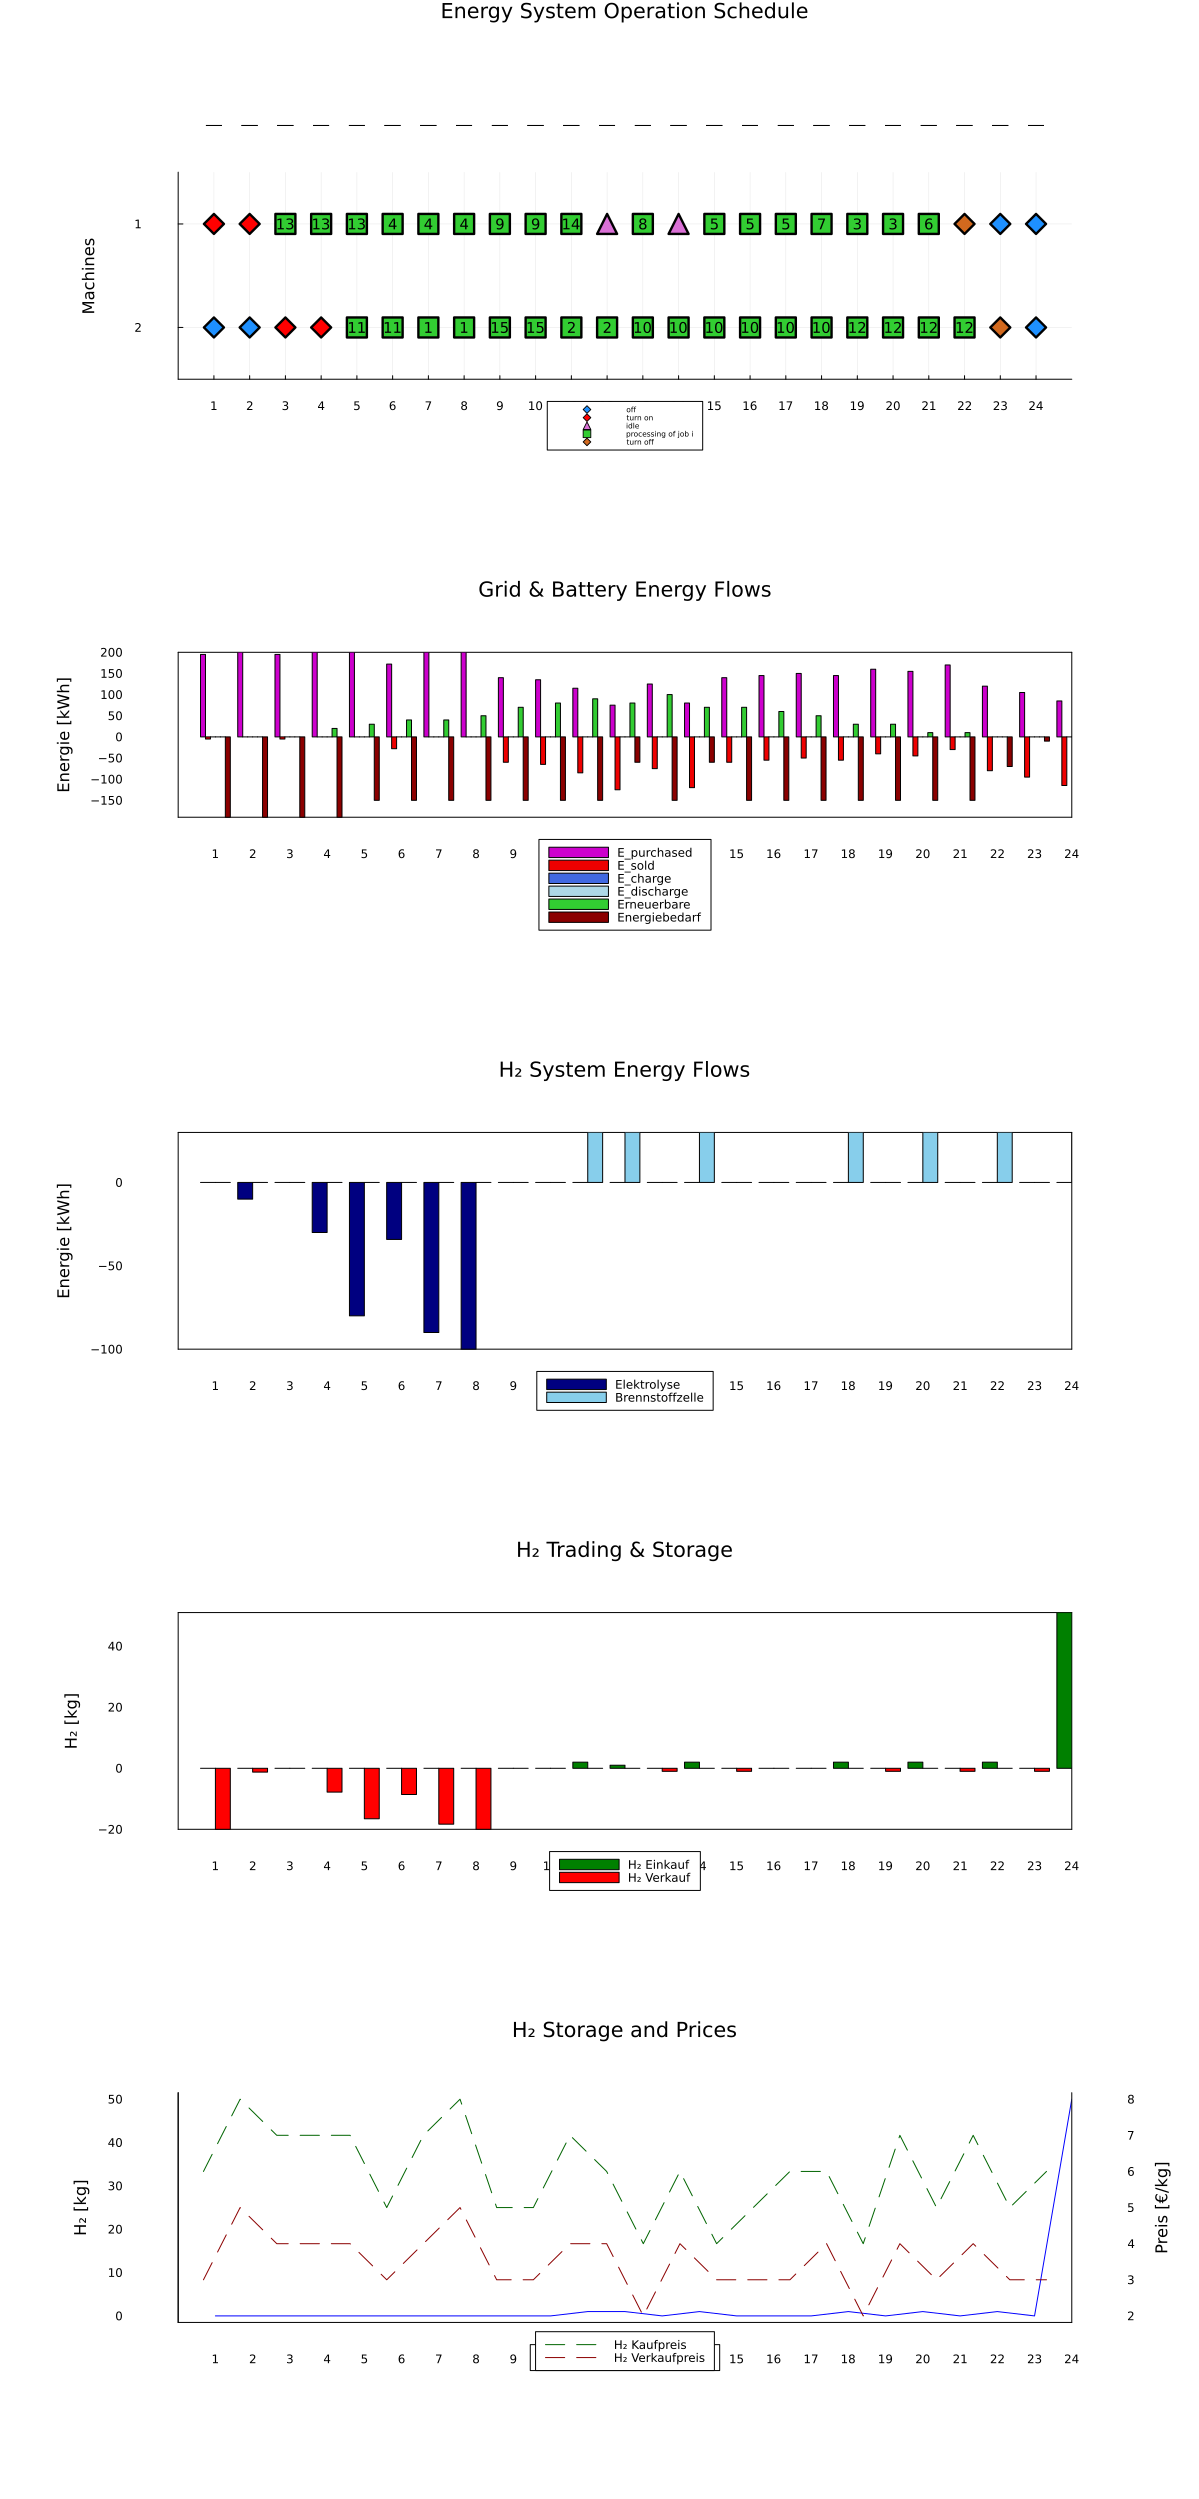 Energy System Operation Schedule
Machines
1
13 13 13 4 4 4 9 9 14 8 5 5 5 7 3 3 6
2
11 11 1 1 15 15 2 2 10 10 10 10 10 10 12 12 12 12
1 2 3 4 5 6 7 8 9 10 15 16 17 18 19 20 21 22 23 24
off
turn on
idle
processing of job i
turn off
Grid & Battery Energy Flows
Energie [kWh]
200
150
100
50
0
−50
−100
−150
1 2 3 4 5 6 7 8 9 15 16 17 18 19 20 21 22 23 24
E_purchased
E_sold
E_charge
E_discharge
Erneuerbare
Energiebedarf
H₂ System Energy Flows
Energie [kWh]
0
−50
−100
1 2 3 4 5 6 7 8 9 15 16 17 18 19 20 21 22 23 24
Elektrolyse
Brennstoffzelle
H₂ Trading & Storage
H₂ [kg]
40
20
0
−20
1 2 3 4 5 6 7 8 9 1 4 15 16 17 18 19 20 21 22 23 24
H₂ Einkauf
H₂ Verkauf
H₂ Storage and Prices
H₂ [kg]
50
40
30
20
10
0
8
7
6
5
4
3
2
Preis [€/kg]
1 2 3 4 5 6 7 8 9 15 16 17 18 19 20 21 22 23 24
H₂ Kaufpreis
H₂ Verkaufpreis